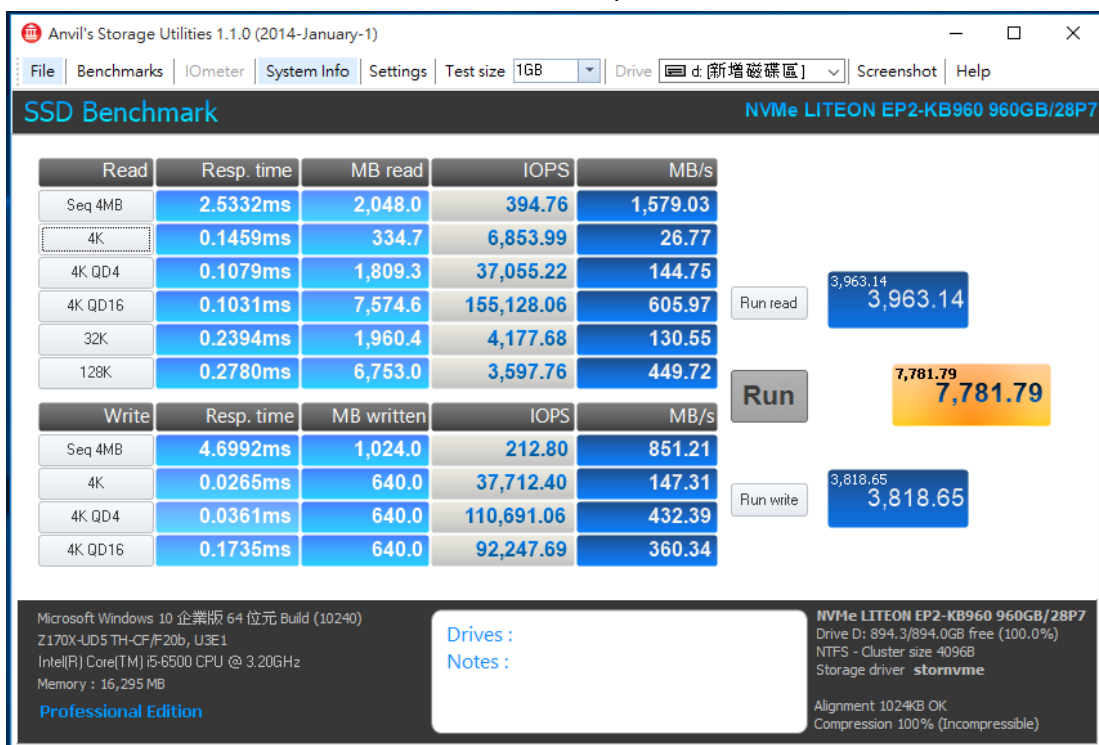 Anvil's Storage Utilities 1.1.0 (2014-January-1)
File Benchmarks IOmeter System Info Settings Test size 1GB Drive d: [新增磁碟區] Screenshot Help
SSD Benchmark NVMe LITEON EP2-KB960 960GB/28P7
Read Resp. time MB read IOPS MB/s
Seq 4MB 2.5332ms 2,048.0 394.76 1,579.03
4K 0.1459ms 334.7 6,853.99 26.77
4K QD4 0.1079ms 1,809.3 37,055.22 144.75
4K QD16 0.1031ms 7,574.6 155,128.06 605.97
32K 0.2394ms 1,960.4 4,177.68 130.55
128K 0.2780ms 6,753.0 3,597.76 449.72
Run read
3,963.14
3,963.14
Run
7,781.79
7,781.79
Write Resp. time MB written IOPS MB/s
Seq 4MB 4.6992ms 1,024.0 212.80 851.21
4K 0.0265ms 640.0 37,712.40 147.31
4K QD4 0.0361ms 640.0 110,691.06 432.39
4K QD16 0.1735ms 640.0 92,247.69 360.34
Run write
3,818.65
3,818.65
Microsoft Windows 10 企業版 64 位元 Build (10240)
Z170X-UD5 TH-CF/F20b, U3E1
Intel(R) Core(TM) i5-6500 CPU @ 3.20GHz
Memory : 16,295 MB
Professional Edition
Drives :
Notes :
NVMe LITEON EP2-KB960 960GB/28P7
Drive D: 894.3/894.0GB free (100.0%)
NTFS - Cluster size 4096B
Storage driver stornvme
Alignment 1024KB OK
Compression 100% (Incompressible)